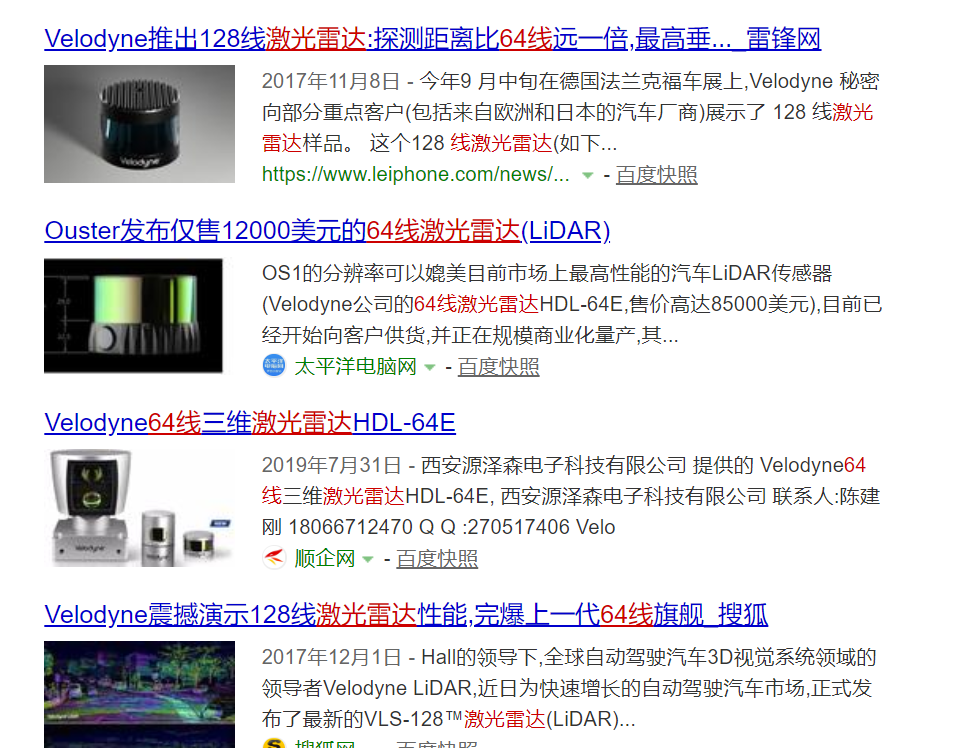 Velodyne推出128线激光雷达:探测距离比64线远一倍,最高垂..._雷锋网
2017年11月8日 - 今年9 月中旬在德国法兰克福车展上,Velodyne 秘密
向部分重点客户(包括来自欧洲和日本的汽车厂商)展示了 128 线激光
雷达样品。 这个128 线激光雷达(如下...
Velodyne
https://www.leiphone.com/news/... - 百度快照
Ouster发布仅售12000美元的64线激光雷达(LiDAR)
OS1的分辨率可以媲美目前市场上最高性能的汽车LiDAR传感器
(Velodyne公司的64线激光雷达HDL-64E,售价高达85000美元),目前已
经开始向客户供货,并正在规模商业化量产,其...
太平洋电脑网 - 百度快照
Velodyne64线三维激光雷达HDL-64E
2019年7月31日 - 西安源泽森电子科技有限公司 提供的 Velodyne64
线三维激光雷达HDL-64E, 西安源泽森电子科技有限公司 联系人:陈建
刚 18066712470 Q Q :270517406 Velo
NEW
Velodyne
顺企网 - 百度快照
Velodyne震撼演示128线激光雷达性能,完爆上一代64线旗舰_搜狐
2017年12月1日 - Hall的领导下,全球自动驾驶汽车3D视觉系统领域的
领导者Velodyne LiDAR,近日为快速增长的自动驾驶汽车市场,正式发
布了最新的VLS-128™激光雷达(LiDAR)...
搜狐网 - 百度快照